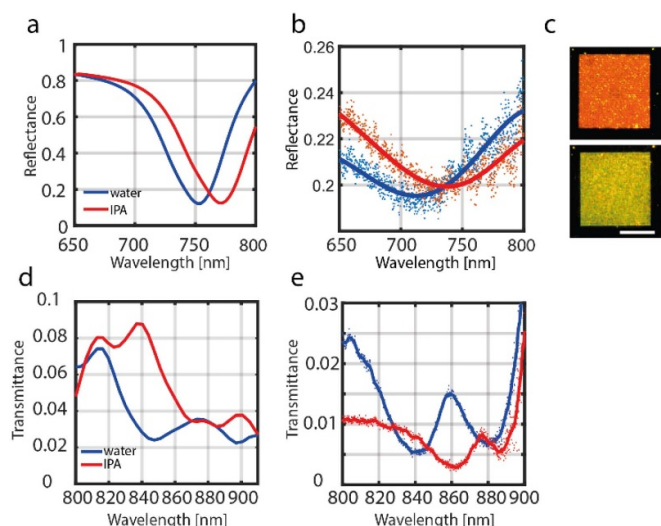 a
b
c
1
0.8
0.6
0.4
0.2
0
Reflectance
water
IPA
650
700
750
800
Wavelength [nm]
0.26
0.24
0.22
0.2
Reflectance
650
700
750
800
Wavelength [nm]
d
e
0.1
0.08
0.06
0.04
0.02
0
Transmittance
water
IPA
800
820
840
860
880
900
Wavelength [nm]
0.03
0.02
0.01
0
Transmittance
800
820
840
860
880
900
Wavelength [nm]